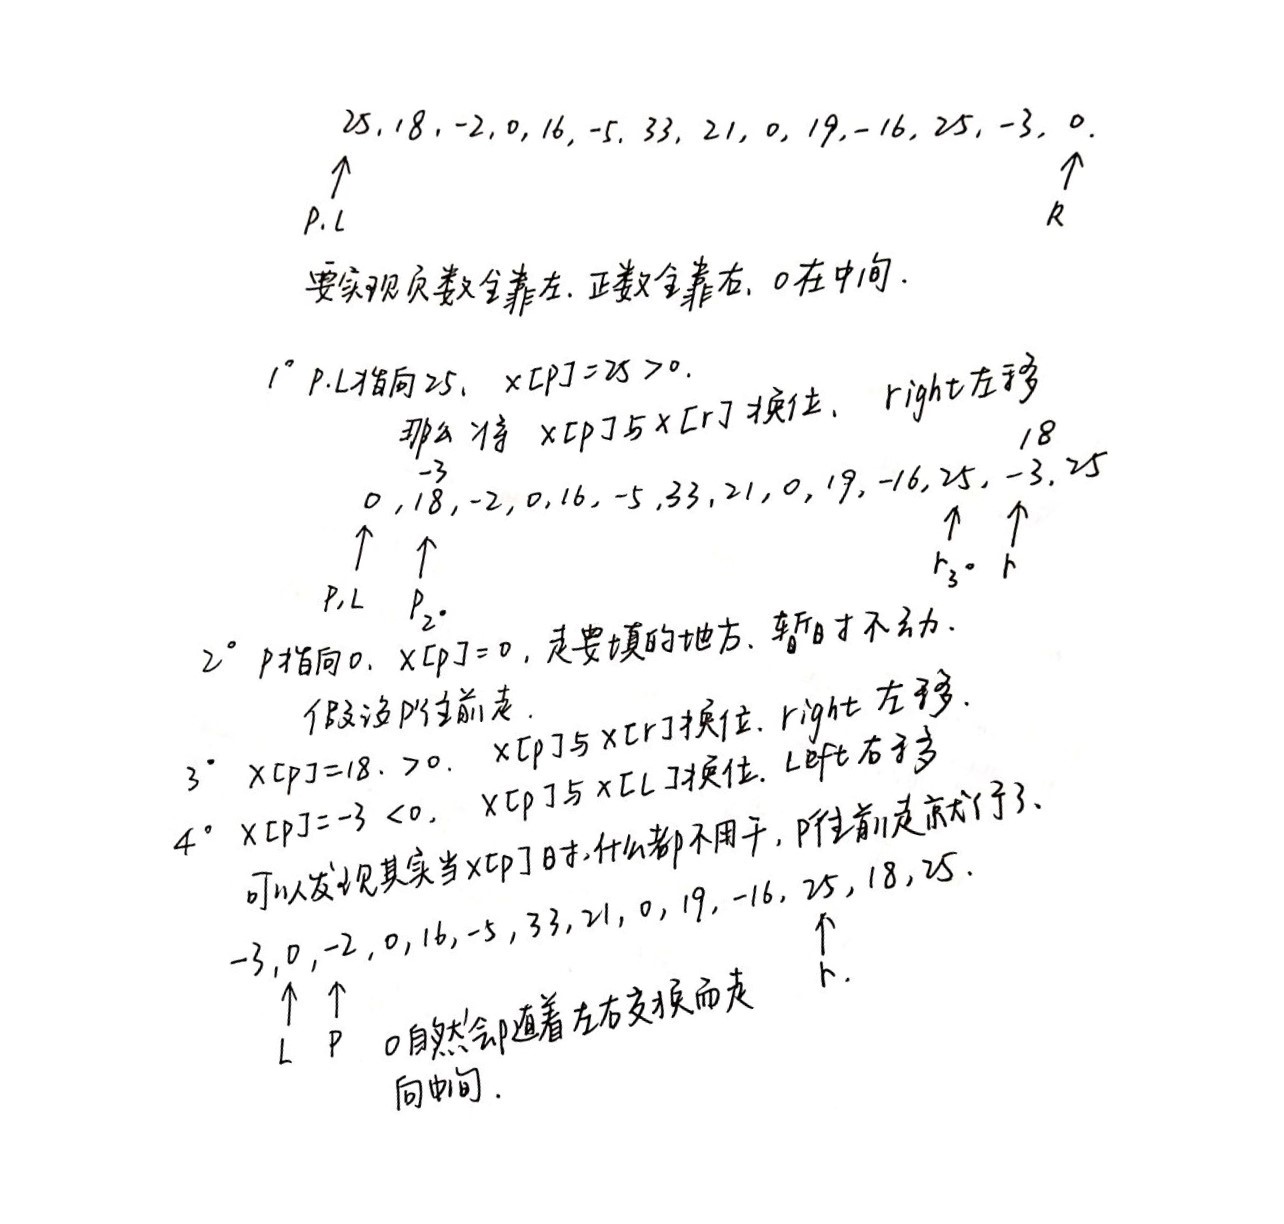 25, 18, -2, 0, 16, -5, 33, 21, 0, 19, -16, 25, -3, 0.
P.L R
要实现负数全靠左、正数全靠右、0在中间.
1° P.L指向25、 x[p]=25>0.
那么将 x[p]与x[r]换位、 right左移
-3 18
0, 18, -2, 0, 16, -5, 33, 21, 0, 19, -16, 25, -3, 25
P,L P2° r3° r
2° P指向0. x[p]=0, 是要填的地方、暂时不动.
假设P往前走.
3° x[p]=18. >0. x[p]与x[r]换位. right 左移.
4° x[p]=-3 <0, x[p]与x[L]换位. Left右移
可以发现其实当x[p]时,什么都不用干,P往前走就行了、
-3, 0, -2, 0, 16, -5, 33, 21, 0, 19, -16, 25, 18, 25.
L P r.
0自然会随着左右交换而走
向中间.